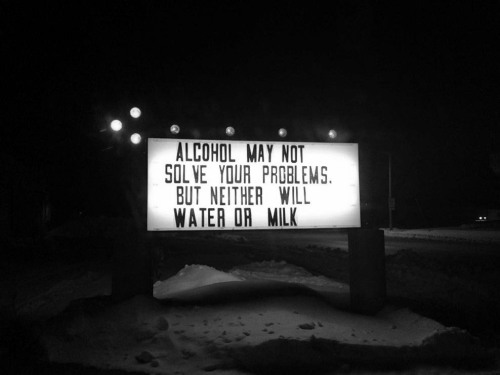 ALCOHOL MAY NOT
SOLVE YOUR PROBLEMS.
BUT NEITHER WILL
WATER OR MILK